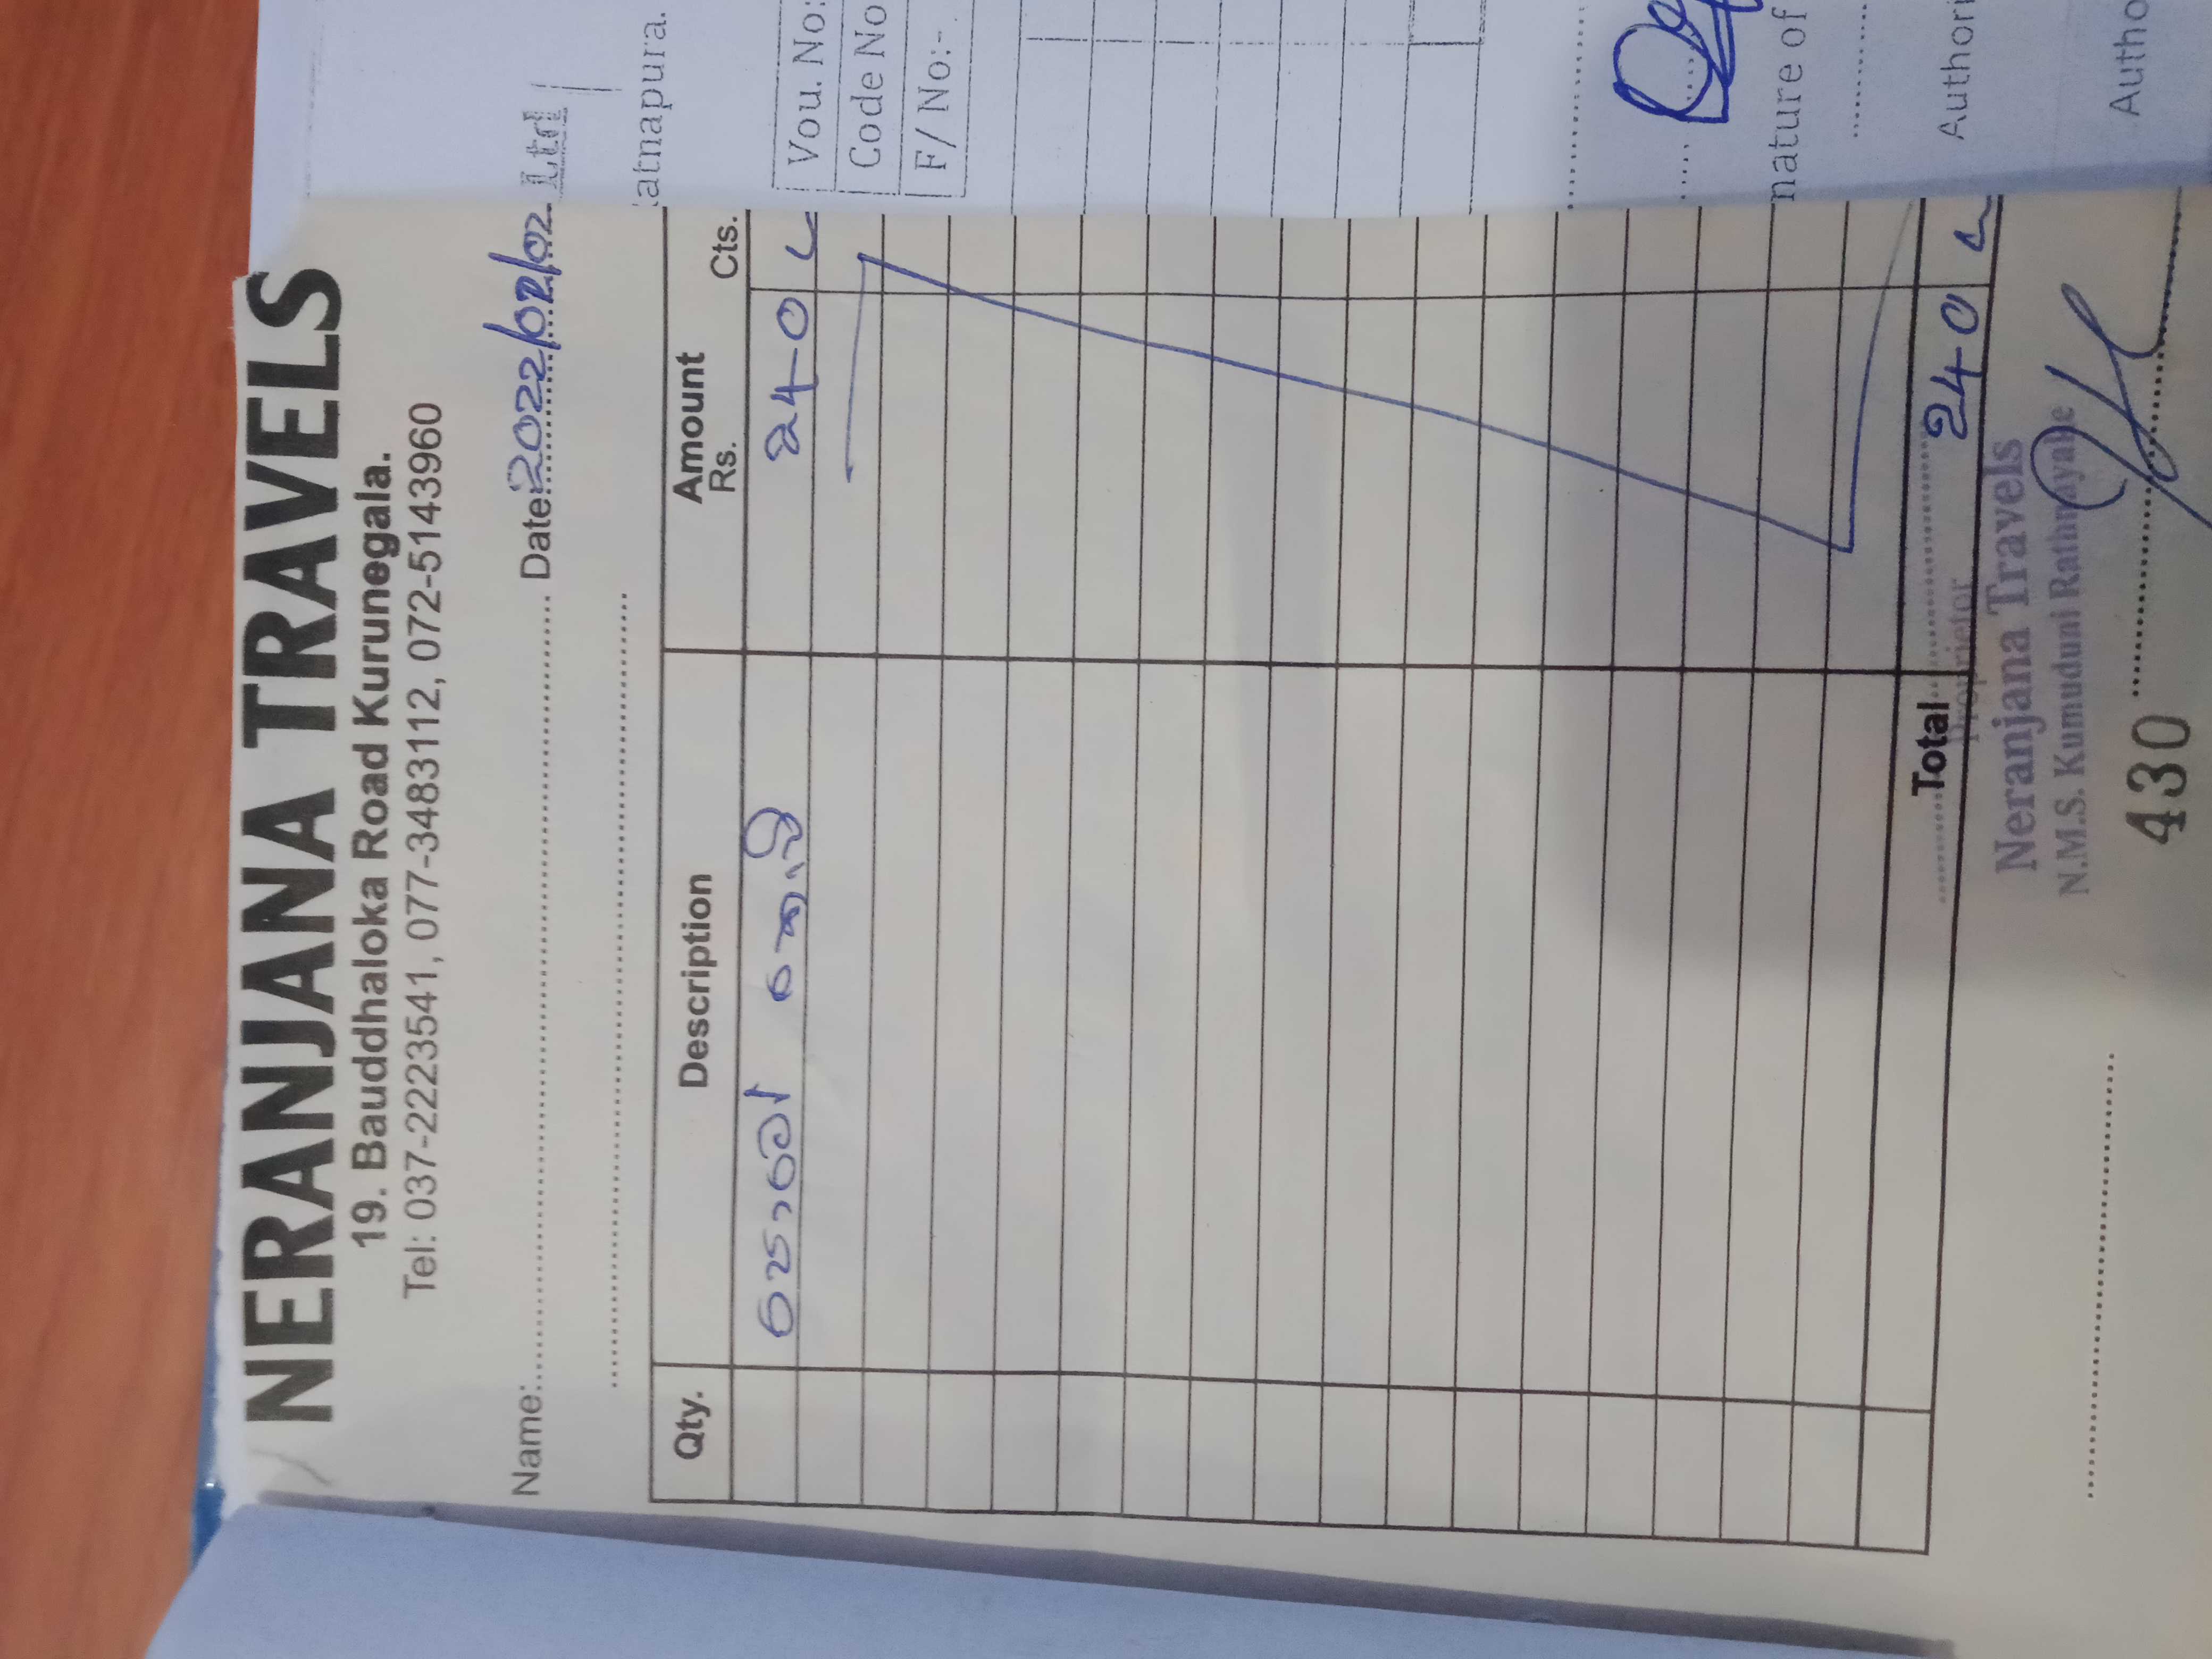 NERANJANA TRAVELS
19. Bauddhaloka Road Kurunegala.
Tel: 037-2223541, 077-3483112, 072-5143960
Name: Date: 2022/02/02
Qty. Description Amount
Rs. Cts.
240
Total 240
Proprietor
Neranjana Travels
N.M.S. Kumuduni Rathnayake
430
Ltd
atnapura.
Vou. No:
Code No
F/ No:-
nature of
Authori
Autho